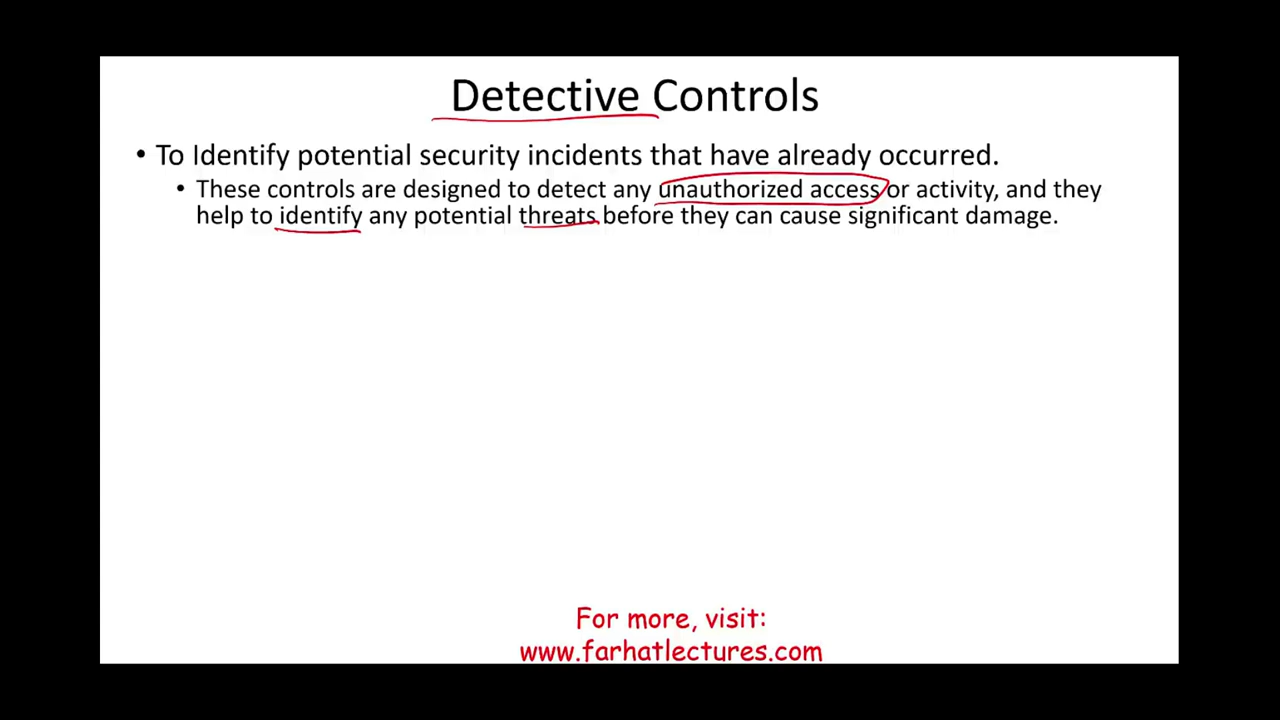 Detective Controls
• To Identify potential security incidents that have already occurred.
• These controls are designed to detect any unauthorized access or activity, and they
help to identify any potential threats before they can cause significant damage.
For more, visit:
www.farhatlectures.com